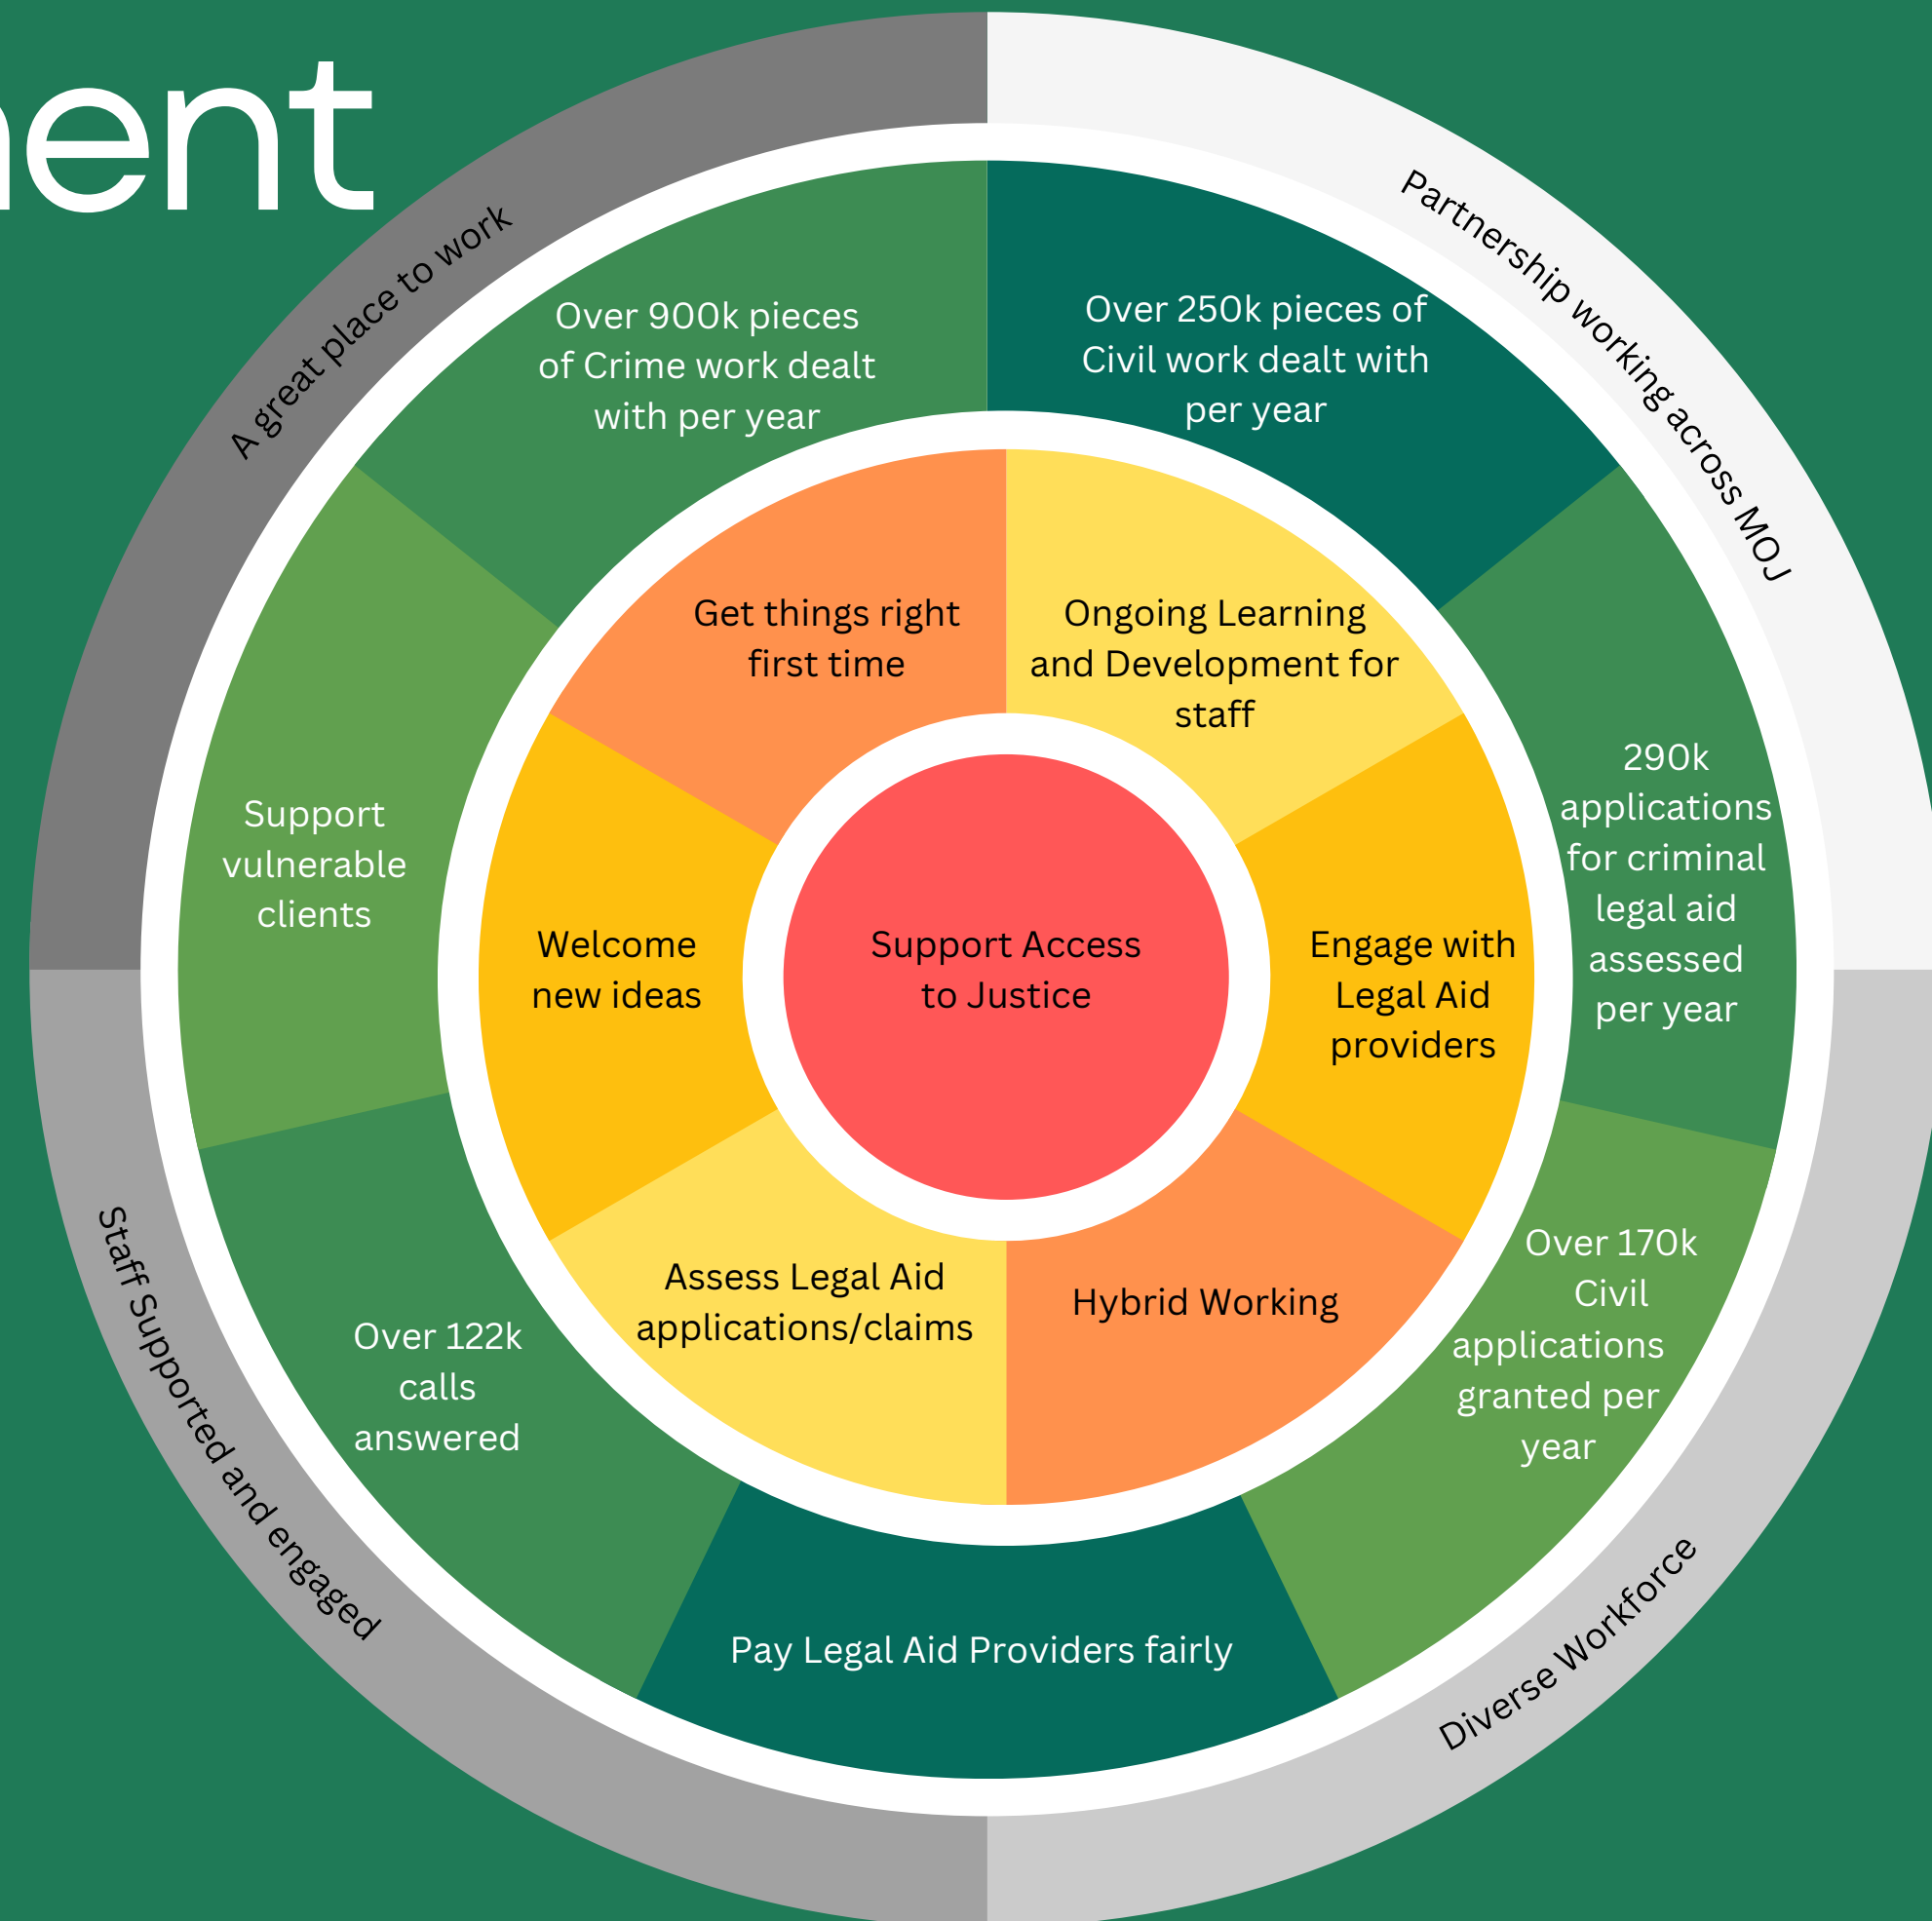 A great place to work
Partnership working across MOJ
Over 900k pieces
of Crime work dealt
with per year
Over 250k pieces of
Civil work dealt with
per year
Get things right
first time
Ongoing Learning
and Development for
staff
290k
applications
for criminal
legal aid
assessed
per year
Support
vulnerable
clients
Welcome
new ideas
Support Access
to Justice
Engage with
Legal Aid
providers
Over 170k
Civil
applications
granted per
year
Assess Legal Aid
applications/claims
Hybrid Working
Over 122k
calls
answered
Staff Supported and engaged
Pay Legal Aid Providers fairly
Diverse Workforce